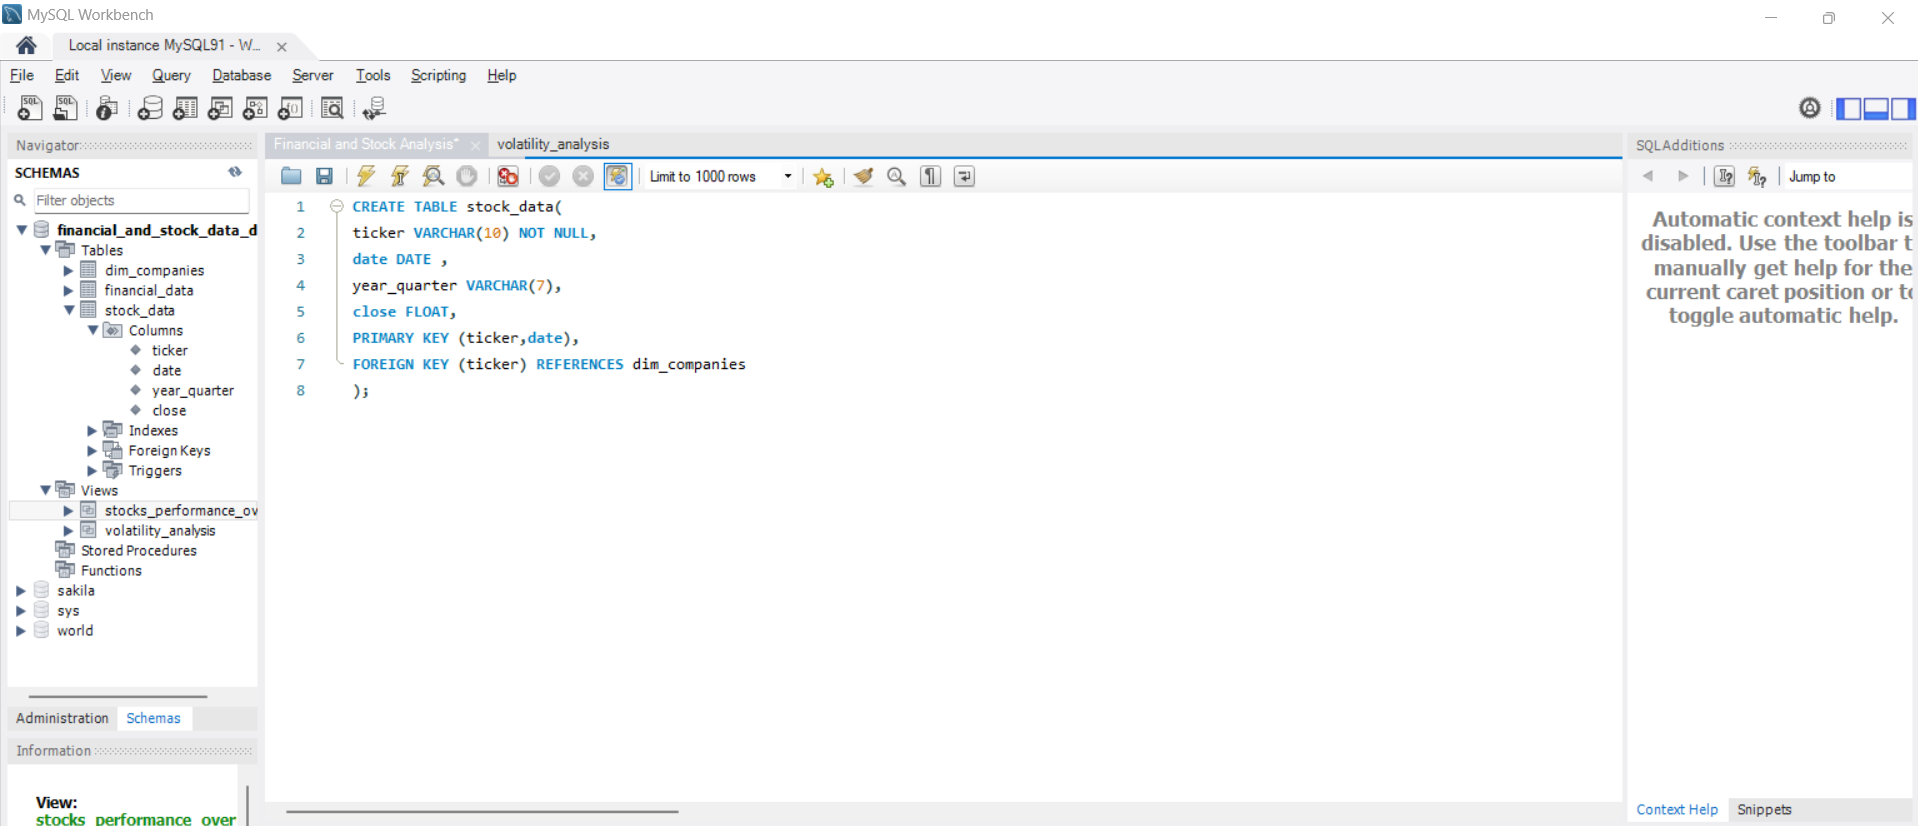 MySQL Workbench
Local instance MySQL91 - W...
File Edit View Query Database Server Tools Scripting Help
Navigator
SCHEMAS
Filter objects
financial_and_stock_data_d
Tables
dim_companies
financial_data
stock_data
Columns
ticker
date
year_quarter
close
Indexes
Foreign Keys
Triggers
Views
stocks_performance_ov
volatility_analysis
Stored Procedures
Functions
sakila
sys
world
Administration Schemas
Information
View:
stocks_performance_over
Financial and Stock Analysis* volatility_analysis
Limit to 1000 rows
1 CREATE TABLE stock_data(
2 ticker VARCHAR(10) NOT NULL,
3 date DATE ,
4 year_quarter VARCHAR(7),
5 close FLOAT,
6 PRIMARY KEY (ticker,date),
7 FOREIGN KEY (ticker) REFERENCES dim_companies
8 );
SQLAdditions
Jump to
Automatic context help is
disabled. Use the toolbar t
manually get help for the
current caret position or to
toggle automatic help.
Context Help Snippets